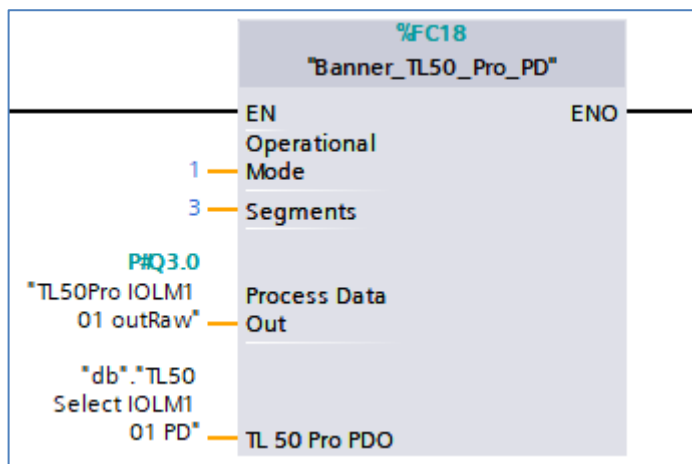 %FC18
"Banner_TL50_Pro_PD"
EN ENO
Operational
1 Mode
3 Segments
P#Q3.0
"TL50Pro IOLM1
01 outRaw"
Process Data
Out
"db"."TL50
Select IOLM1
01 PD"
TL 50 Pro PDO